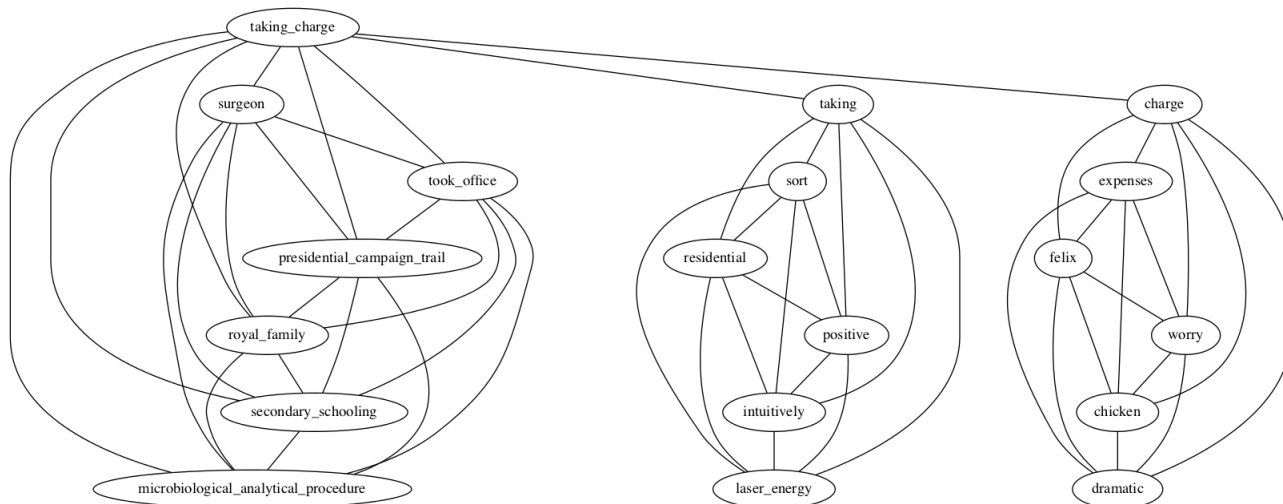 taking_charge
surgeon
taking
charge
took_office
sort
expenses
presidential_campaign_trail
residential
felix
royal_family
positive
worry
secondary_schooling
intuitively
chicken
microbiological_analytical_procedure
laser_energy
dramatic